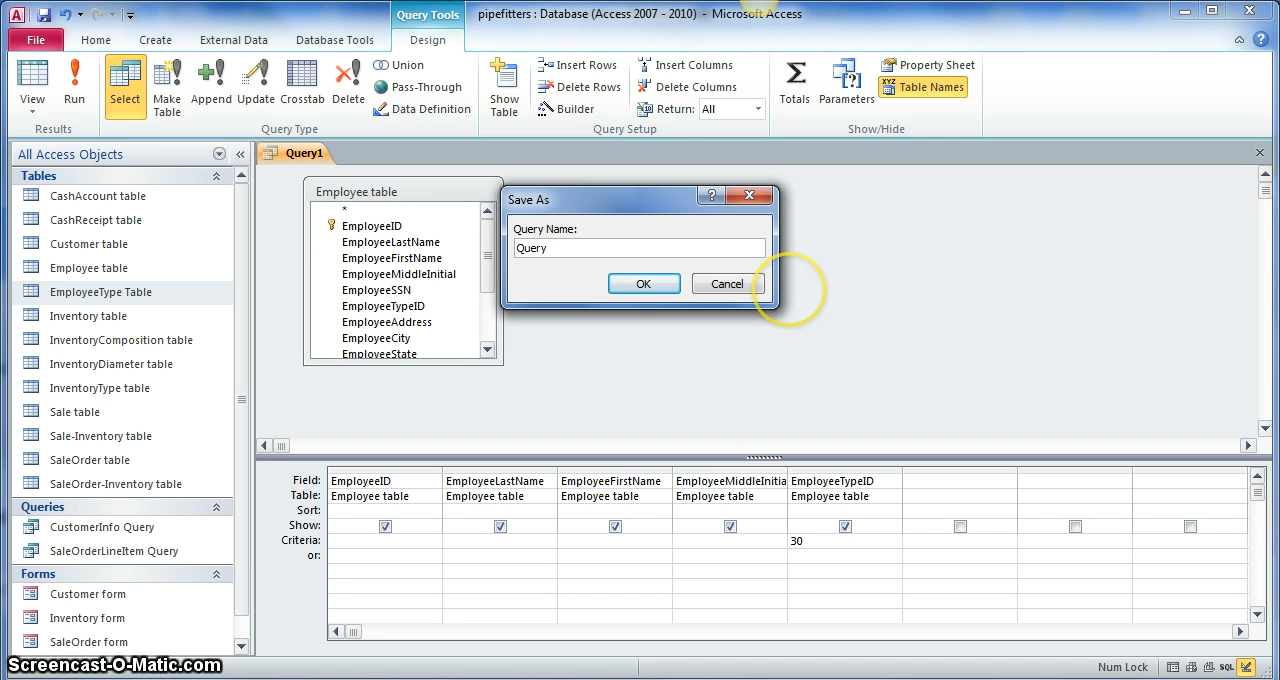 Query Tools
pipefitters : Database (Access 2007 - 2010) - Microsoft Access
File Home Create External Data Database Tools Design
View
Run
Results
Select
Make Table
Append
Update
Crosstab
Delete
Union
Pass-Through
Data Definition
Query Type
Show Table
Insert Rows
Delete Rows
Builder
Insert Columns
Delete Columns
Return: All
Query Setup
Totals
Parameters
Property Sheet
XYZ Table Names
Show/Hide
All Access Objects
Tables
CashAccount table
CashReceipt table
Customer table
Employee table
EmployeeType Table
Inventory table
InventoryComposition table
InventoryDiameter table
InventoryType table
Sale table
Sale-Inventory table
SaleOrder table
SaleOrder-Inventory table
Queries
CustomerInfo Query
SaleOrderLineItem Query
Forms
Customer form
Inventory form
SaleOrder form
Query1
Employee table
*
EmployeeID
EmployeeLastName
EmployeeFirstName
EmployeeMiddleInitial
EmployeeSSN
EmployeeTypeID
EmployeeAddress
EmployeeCity
EmployeeState
Save As
Query Name:
Query
OK Cancel
Field: EmployeeID EmployeeLastName EmployeeFirstName EmployeeMiddleInitia EmployeeTypeID
Table: Employee table Employee table Employee table Employee table Employee table
Sort:
Show:
Criteria: 30
or:
Screencast-O-Matic.com
Num Lock SQL